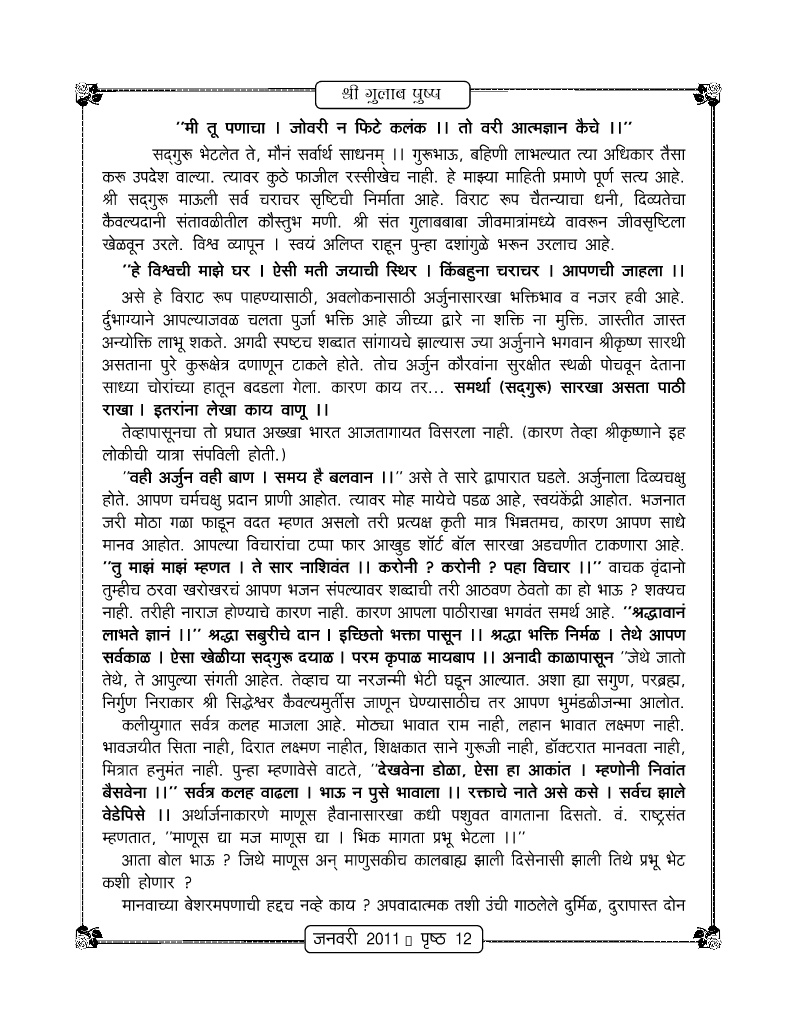 श्री गुलाब पुष्प
''मी तू पणाचा । जोवरी न फिटे कलंक ।। तो वरी आत्मज्ञान कैचे ।।''
सद्‌गुरू भेटलेत ते, मौनं सर्वार्थ साधनम् ।। गुरूभाऊ, बहिणी लाभल्यात त्या अधिकार तैसा
करू उपदेश वाल्या. त्यावर कुठे फाजील रस्सीखेच नाही. हे माझ्या माहिती प्रमाणे पूर्ण सत्य आहे.
श्री सद्‌गुरू माऊली सर्व चराचर सृष्टिची निर्माता आहे. विराट रूप चैतन्याचा धनी, दिव्यतेचा
कैवल्यदानी संतावळीतील कौस्तुभ मणी. श्री संत गुलाबबाबा जीवमात्रांमध्ये वावरून जीवसृष्टिला
खेळवून उरले. विश्व व्यापून । स्वयं अलिप्त राहून पुन्हा दशांगुळे भरून उरलाच आहे.
''हे विश्वची माझे घर । ऐसी मती जयाची स्थिर । किंबहुना चराचर । आपणची जाहला ।।
असे हे विराट रूप पाहण्यासाठी, अवलोकनासाठी अर्जुनासारखा भक्तिभाव व नजर हवी आहे.
र्दुभाग्याने आपल्याजवळ चलता पुर्जा भक्ति आहे जीच्या द्वारे ना शक्ति ना मुक्ति. जास्तीत जास्त
अन्योक्ति लाभू शकते. अगदी स्पष्टच शब्दात सांगायचे झाल्यास ज्या अर्जुनाने भगवान श्रीकृष्ण सारथी
असताना पुरे कुरूक्षेत्र दणाणून टाकले होते. तोच अर्जुन कौरवांना सुरक्षीत स्थळी पोचवून देताना
साध्या चोरांच्या हातून बदडला गेला. कारण काय तर... समर्था (सद्‌गुरू) सारखा असता पाठी
राखा । इतरांना लेखा काय वाणू ।।
तेव्हापासूनचा तो प्रघात अख्खा भारत आजतागायत विसरला नाही. (कारण तेव्हा श्रीकृष्णाने इह
लोकीची यात्रा संपविली होती.)
''वही अर्जुन वही बाण । समय है बलवान ।।'' असे ते सारे द्वापारात घडले. अर्जुनाला दिव्यचक्षु
होते. आपण चर्मचक्षु प्रदान प्राणी आहोत. त्यावर मोह मायेचे पडळ आहे, स्वयंकेंद्री आहोत. भजनात
जरी मोठा गळा फाडून वदत म्हणत असलो तरी प्रत्यक्ष कृती मात्र भिन्नतमच, कारण आपण साधे
मानव आहोत. आपल्या विचारांचा टप्पा फार आखुड शॉर्ट बॉल सारखा अडचणीत टाकणारा आहे.
''तु माझं माझं म्हणत । ते सार नाशिवंत ।। करोनी ? करोनी ? पहा विचार ।।'' वाचक वृंदानो
तुम्हीच ठरवा खरोखरचं आपण भजन संपल्यावर शब्दाची तरी आठवण ठेवतो का हो भाऊ ? शक्यच
नाही. तरीही नाराज होण्याचे कारण नाही. कारण आपला पाठीराखा भगवंत समर्थ आहे. ''श्रद्धावानं
लाभते ज्ञानं ।।'' श्रद्धा सबुरीचे दान । इच्छितो भक्ता पासून ।। श्रद्धा भक्ति निर्मळ । तेथे आपण
सर्वकाळ । ऐसा खेळीया सद्‌गुरू दयाळ । परम कृपाळ मायबाप ।। अनादी काळापासून ''जेथे जातो
तेथे, ते आपुल्या संगती आहेत. तेव्हाच या नरजन्मी भेटी घडून आल्यात. अशा ह्या सगुण, परब्रह्म,
निर्गुण निराकार श्री सिद्धेश्वर कैवल्यमुर्तीस जाणून घेण्यासाठीच तर आपण भुमंडळीजन्मा आलोत.
कलीयुगात सर्वत्र कलह माजला आहे. मोठ्या भावात राम नाही, लहान भावात लक्ष्मण नाही.
भावजयीत सिता नाही, दिरात लक्ष्मण नाहीत, शिक्षकात साने गुरूजी नाही, डॉक्टरात मानवता नाही,
मित्रात हनुमंत नाही. पुन्हा म्हणावेसे वाटते, ''देखवेना डोळा, ऐसा हा आकांत । म्हणोनी निवांत
बैसवेना ।।'' सर्वत्र कलह वाढला । भाऊ न पुसे भावाला ।। रक्ताचे नाते असे कसे । सर्वच झाले
वेडेपिसे ।। अर्थार्जनाकारणे माणूस हैवानासारखा कधी पशुवत वागताना दिसतो. वं. राष्ट्रसंत
म्हणतात, ''माणूस द्या मज माणूस द्या । भिक मागता प्रभू भेटला ।।''
आता बोल भाऊ ? जिथे माणूस अन् माणुसकीच कालबाह्य झाली दिसेनासी झाली तिथे प्रभू भेट
कशी होणार ?
मानवाच्या बेशरमपणाची हद्दच नव्हे काय ? अपवादात्मक तशी उंची गाठलेले दुर्मिळ, दुरापास्त दोन
जनवरी 2011 ▯ पृष्ठ 12